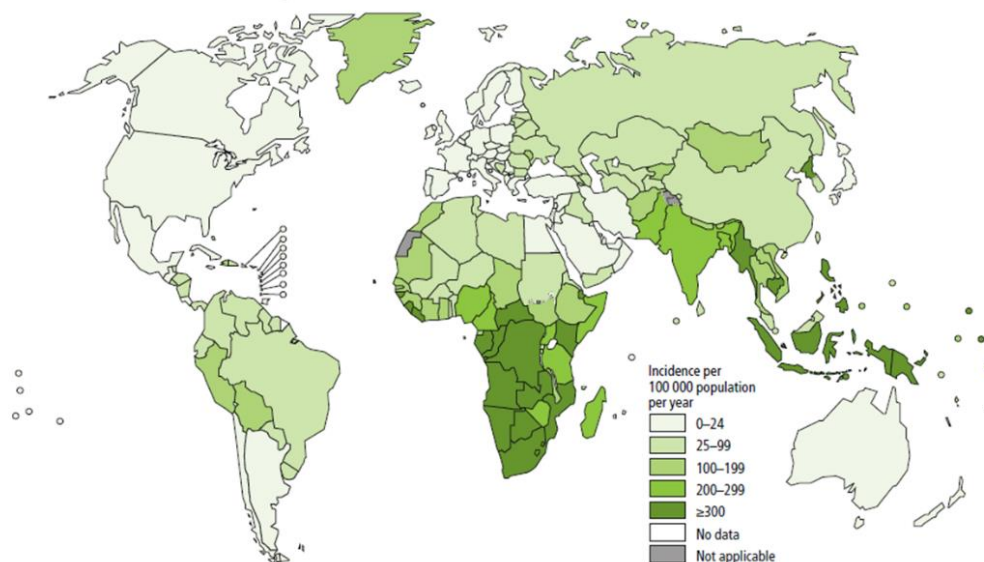 Incidence per
100 000 population
per year
0–24
25–99
100–199
200–299
≥300
No data
Not applicable